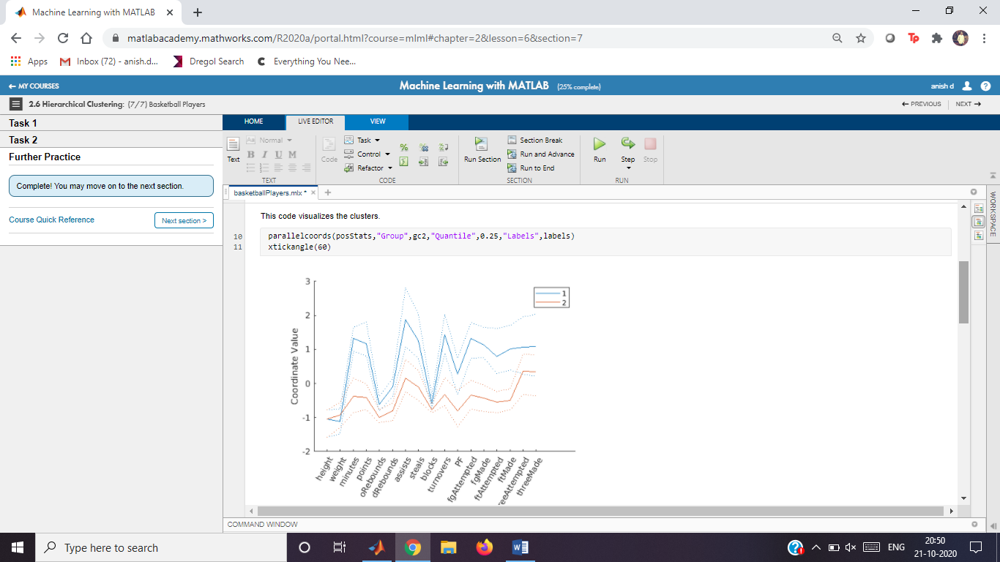 Machine Learning with MATLAB
matlabacademy.mathworks.com/R2020a/portal.html?course=mlml#chapter=2&lesson=6&section=7
Apps Inbox (72) - anish.d... Dregol Search Everything You Nee...
← MY COURSES Machine Learning with MATLAB (25% complete) anish d
2.6 Hierarchical Clustering: (7/7) Basketball Players ← PREVIOUS NEXT →
Task 1
Task 2
Further Practice
Complete! You may move on to the next section.
Course Quick Reference Next section >
HOME LIVE EDITOR VIEW
Text
Aa Normal
B I U M
TEXT
Code
Task
Control
Refactor
CODE
Run Section
Section Break
Run and Advance
Run to End
SECTION
Run Step Stop
RUN
basketballPlayers.mlx *
WORKSPACE
This code visualizes the clusters.
10 parallelcoords(posStats,"Group",gc2,"Quantile",0.25,"Labels",labels)
11 xtickangle(60)
3
2
1
0
-1
-2
Coordinate Value
1
2
height
weight
minutes
points
oRebounds
dRebounds
assists
steals
blocks
turnovers
PF
fgAttempted
fgMade
ftAttempted
ftMade
reeAttempted
threeMade
COMMAND WINDOW
Type here to search
ENG
20:50
21-10-2020